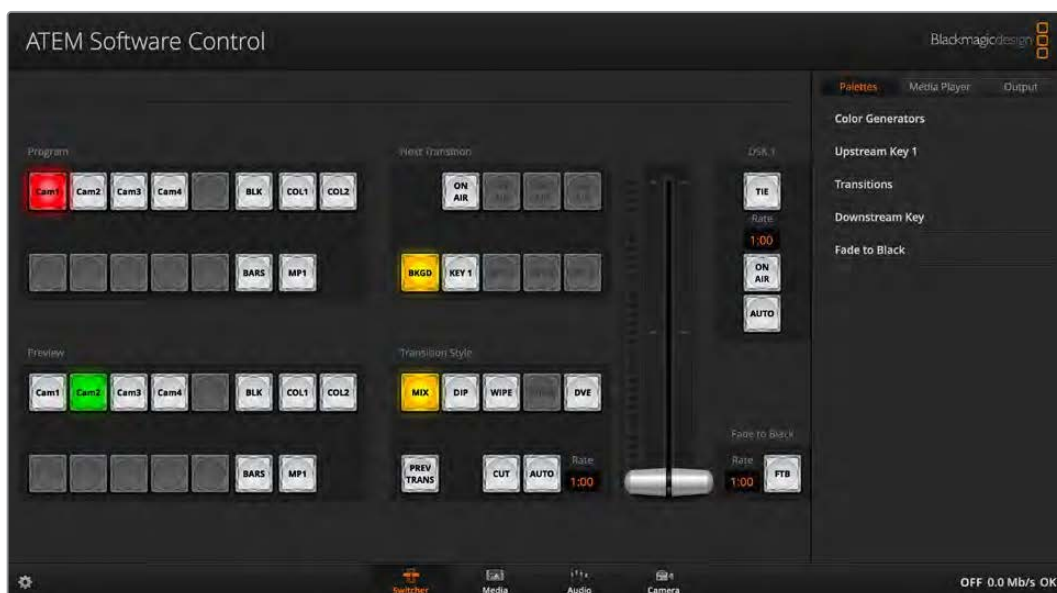 ATEM Software Control
Blackmagicdesign
Palettes Media Player Output
Color Generators
Upstream Key 1
Transitions
Downstream Key
Fade to Black
Program
Cam1 Cam2 Cam3 Cam4 BLK COL1 COL2
BARS MP1
Next Transition
ON AIR
BKGD KEY 1
DSK 1
TIE
Rate
1:00
ON AIR
AUTO
Preview
Cam1 Cam2 Cam3 Cam4 BLK COL1 COL2
BARS MP1
Transition Style
MIX DIP WIPE DVE
PREV TRANS CUT AUTO
Rate
1:00
Fade to Black
Rate
1:00 FTB
Switcher Media Audio Camera
OFF 0.0 Mb/s OK